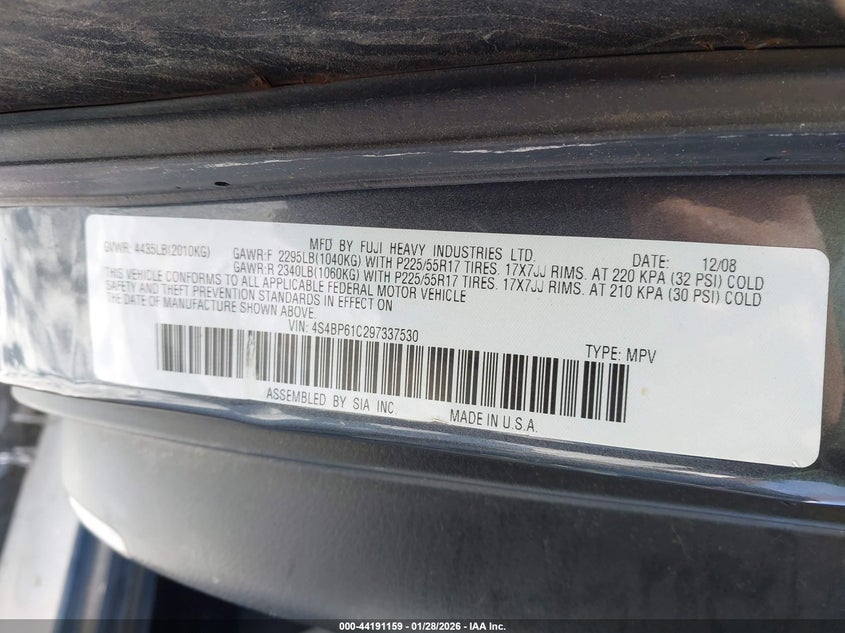 MFD BY FUJI HEAVY INDUSTRIES LTD. DATE: 12/08
GVWR: 4435LB(2010KG) GAWR:F 2295LB(1040KG) WITH P225/55R17 TIRES. 17X7JJ RIMS. AT 220 KPA (32 PSI) COLD
GAWR:R 2340LB(1060KG) WITH P225/55R17 TIRES. 17X7JJ RIMS. AT 210 KPA (30 PSI) COLD
THIS VEHICLE CONFORMS TO ALL APPLICABLE FEDERAL MOTOR VEHICLE
SAFETY AND THEFT PREVENTION STANDARDS IN EFFECT ON
THE DATE OF MANUFACTURE SHOWN ABOVE.
VIN: 4S4BP61C297337530
TYPE: MPV
ASSEMBLED BY SIA INC. MADE IN U.S.A.
000-44191159 | 01/28/2026 – IAA Inc.